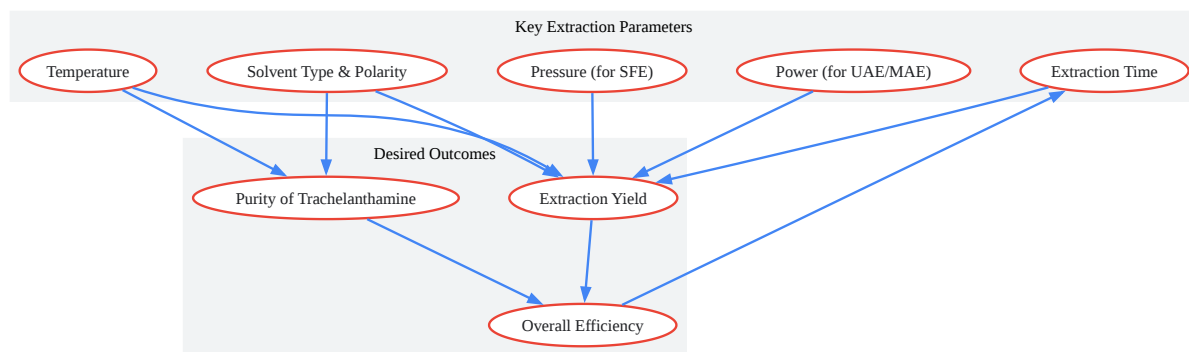 Key Extraction Parameters
Temperature
Solvent Type & Polarity
Pressure (for SFE)
Power (for UAE/MAE)
Extraction Time
Desired Outcomes
Purity of Trachelanthamine
Extraction Yield
Overall Efficiency